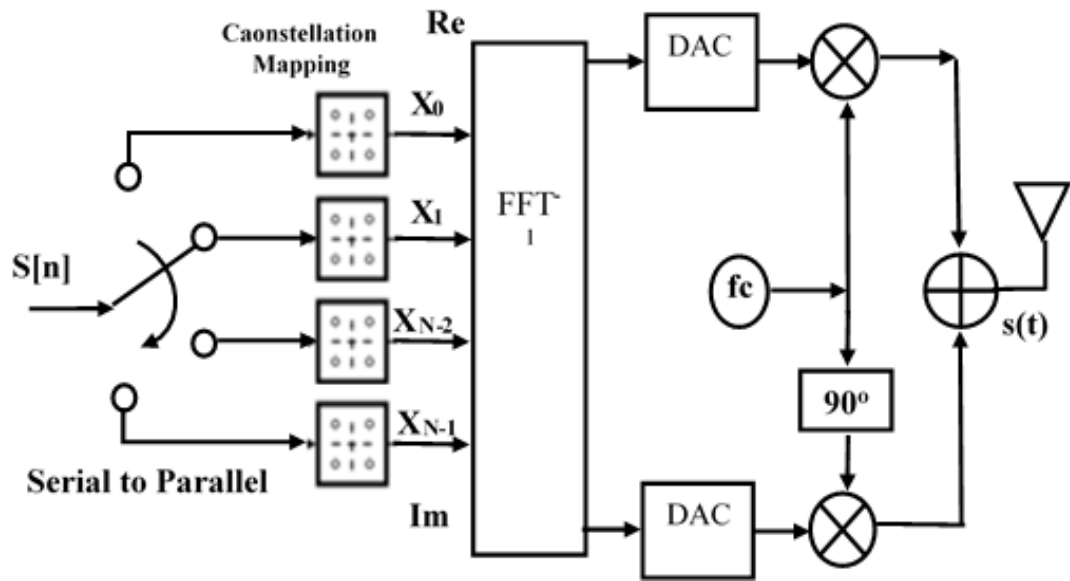 Caonstellation
Mapping
Re
DAC
X0
X1
FFT-
1
S[n]
fc
XN-2
s(t)
90o
XN-1
Serial to Parallel
Im
DAC